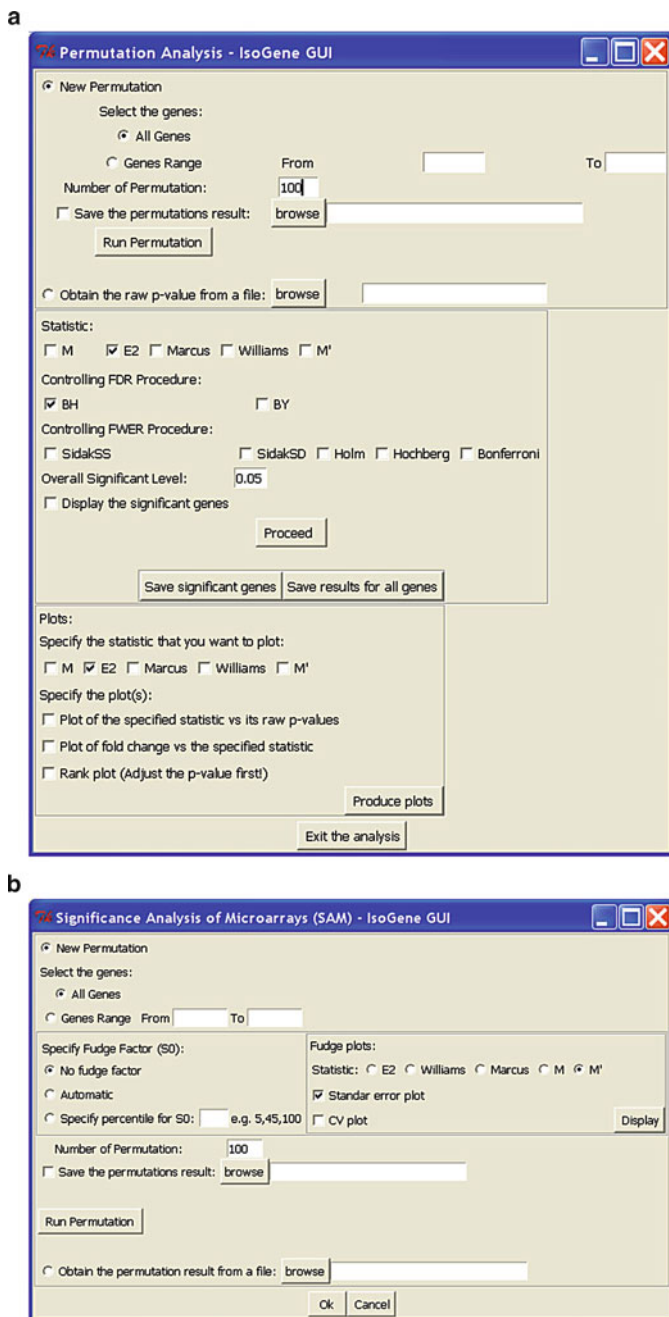 a
Permutation Analysis - IsoGene GUI
New Permutation
Select the genes:
All Genes
Genes Range From To
Number of Permutation: 100
Save the permutations result: browse
Run Permutation
Obtain the raw p-value from a file: browse
Statistic:
M E2 Marcus Williams M'
Controlling FDR Procedure:
BH BY
Controlling FWER Procedure:
SidakSS SidakSD Holm Hochberg Bonferroni
Overall Significant Level: 0.05
Display the significant genes
Proceed
Save significant genes Save results for all genes
Plots:
Specify the statistic that you want to plot:
M E2 Marcus Williams M'
Specify the plot(s):
Plot of the specified statistic vs its raw p-values
Plot of fold change vs the specified statistic
Rank plot (Adjust the p-value first!)
Produce plots
Exit the analysis
b
Significance Analysis of Microarrays (SAM) - IsoGene GUI
New Permutation
Select the genes:
All Genes
Genes Range From To
Specify Fudge Factor (S0):
No fudge factor
Automatic
Specify percentile for S0: e.g. 5,45,100
Fudge plots:
Statistic: E2 Williams Marcus M M'
Standar error plot
CV plot
Display
Number of Permutation: 100
Save the permutations result: browse
Run Permutation
Obtain the permutation result from a file: browse
Ok Cancel